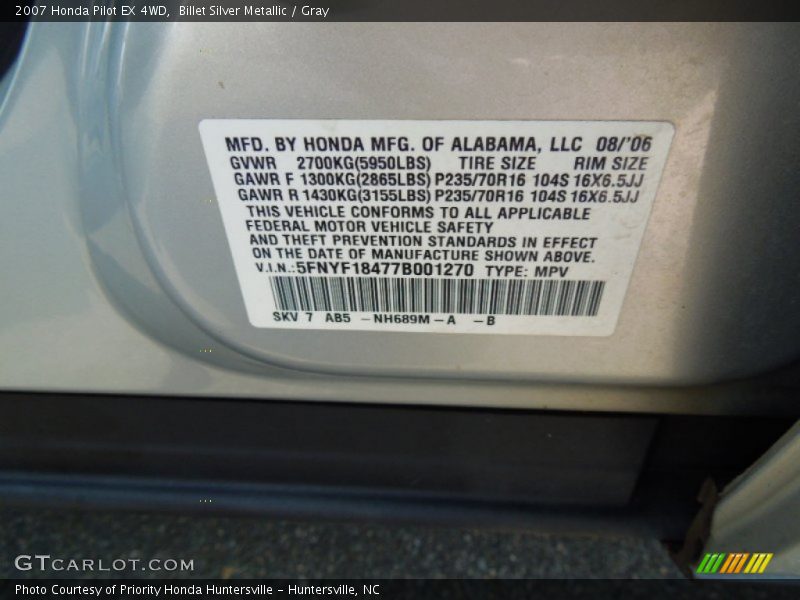 2007 Honda Pilot EX 4WD, Billet Silver Metallic / Gray
MFD. BY HONDA MFG. OF ALABAMA, LLC 08/'06
GVWR 2700KG(5950LBS) TIRE SIZE RIM SIZE
GAWR F 1300KG(2865LBS) P235/70R16 104S 16X6.5JJ
GAWR R 1430KG(3155LBS) P235/70R16 104S 16X6.5JJ
THIS VEHICLE CONFORMS TO ALL APPLICABLE
FEDERAL MOTOR VEHICLE SAFETY
AND THEFT PREVENTION STANDARDS IN EFFECT
ON THE DATE OF MANUFACTURE SHOWN ABOVE.
V.I.N.:5FNYF18477B001270 TYPE: MPV
SKV 7 AB5 -NH689M-A -B
GTCARLOT.COM
Photo Courtesy of Priority Honda Huntersville - Huntersville, NC